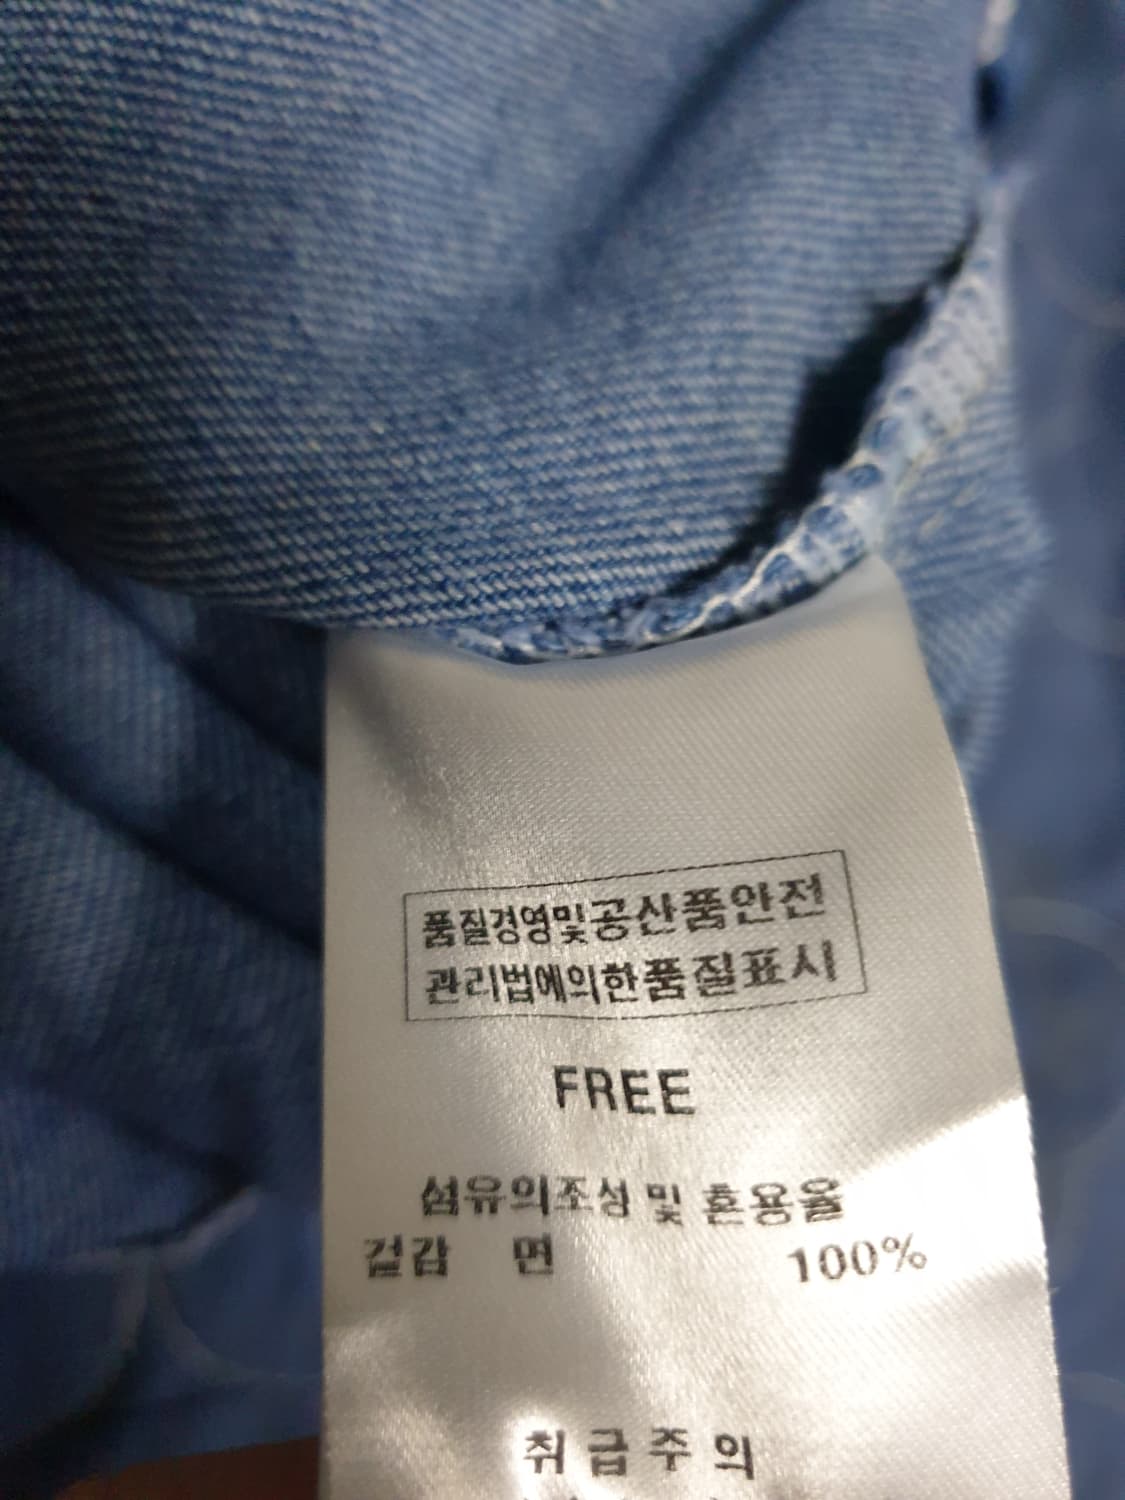 품질경영및공산품안전
관리법에의한품질표시
FREE
섬유의조성 및 혼용율
겉감 면 100%
취급주의